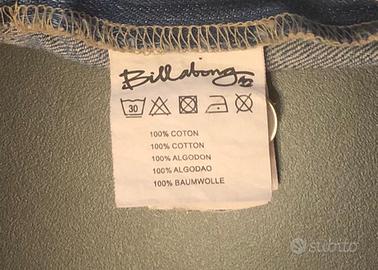 Billabong
30
100% COTON
100% COTTON
100% ALGODON
100% ALGODAO
100% BAUMWOLLE
subito